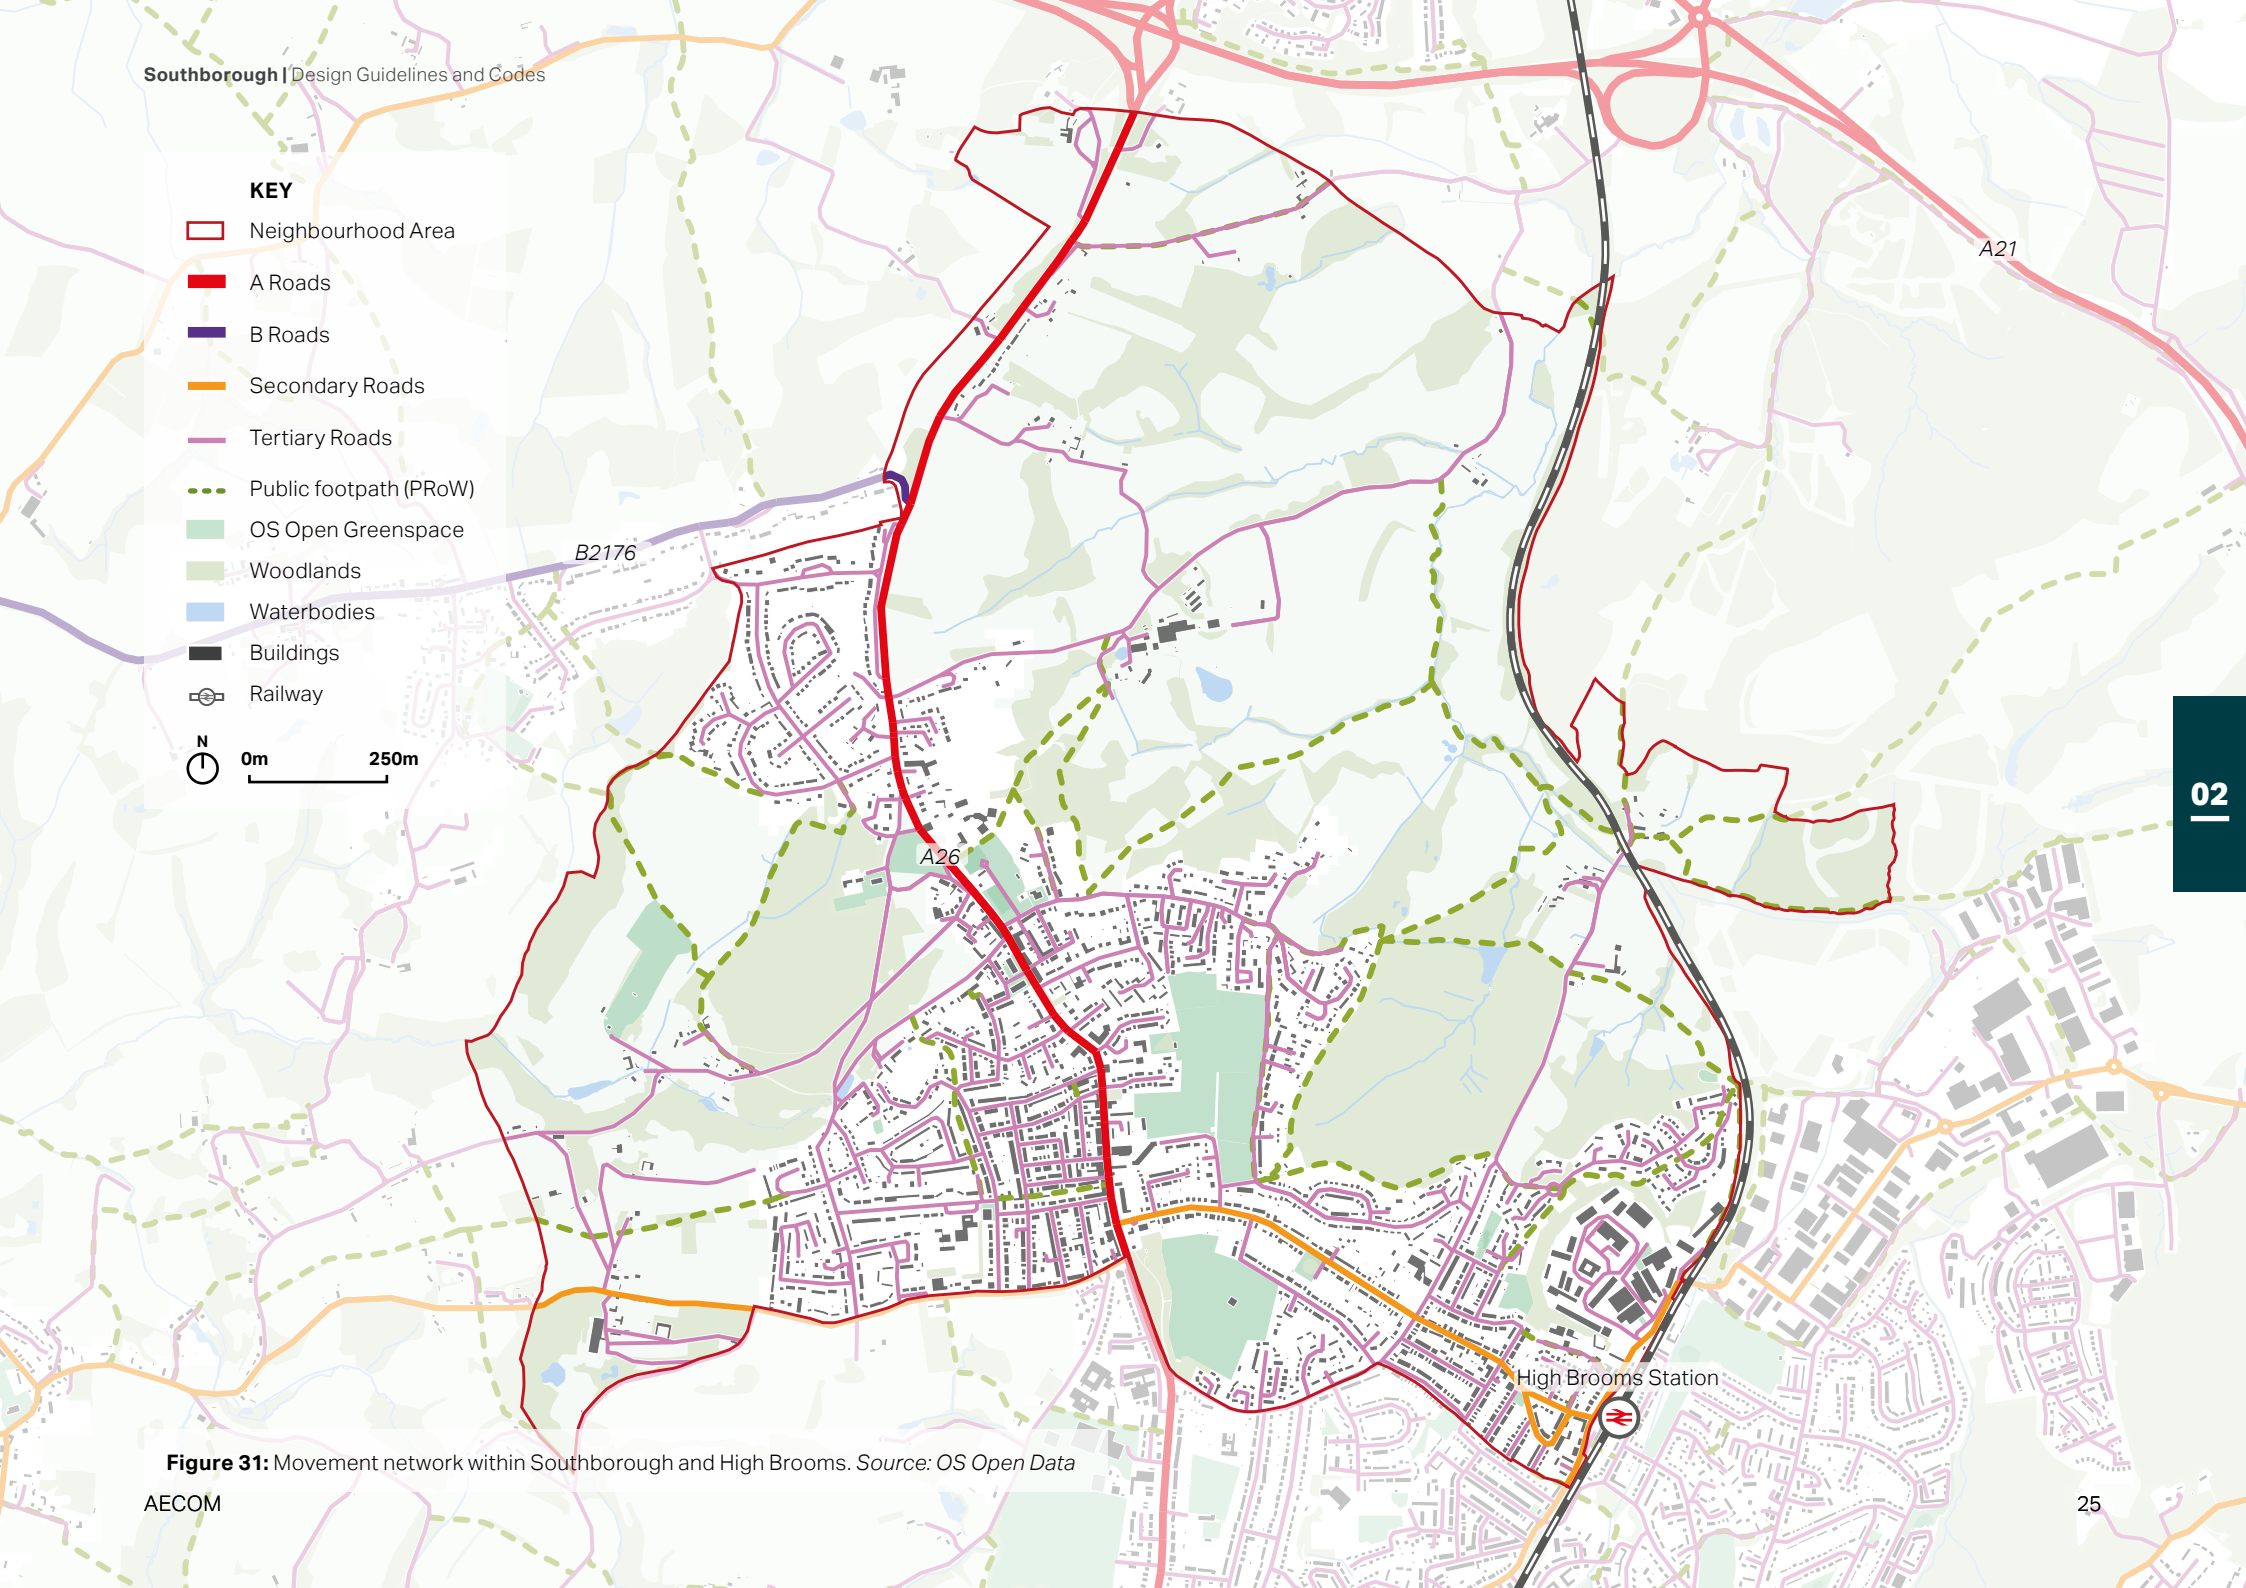 Southborough | Design Guidelines and Codes
KEY
Neighbourhood Area
A Roads
B Roads
Secondary Roads
Tertiary Roads
Public footpath (PRoW)
OS Open Greenspace
Woodlands
Waterbodies
Buildings
Railway
N
0m 250m
A21
B2176
A26
02
High Brooms Station
Figure 31: Movement network within Southborough and High Brooms. Source: OS Open Data
AECOM
25